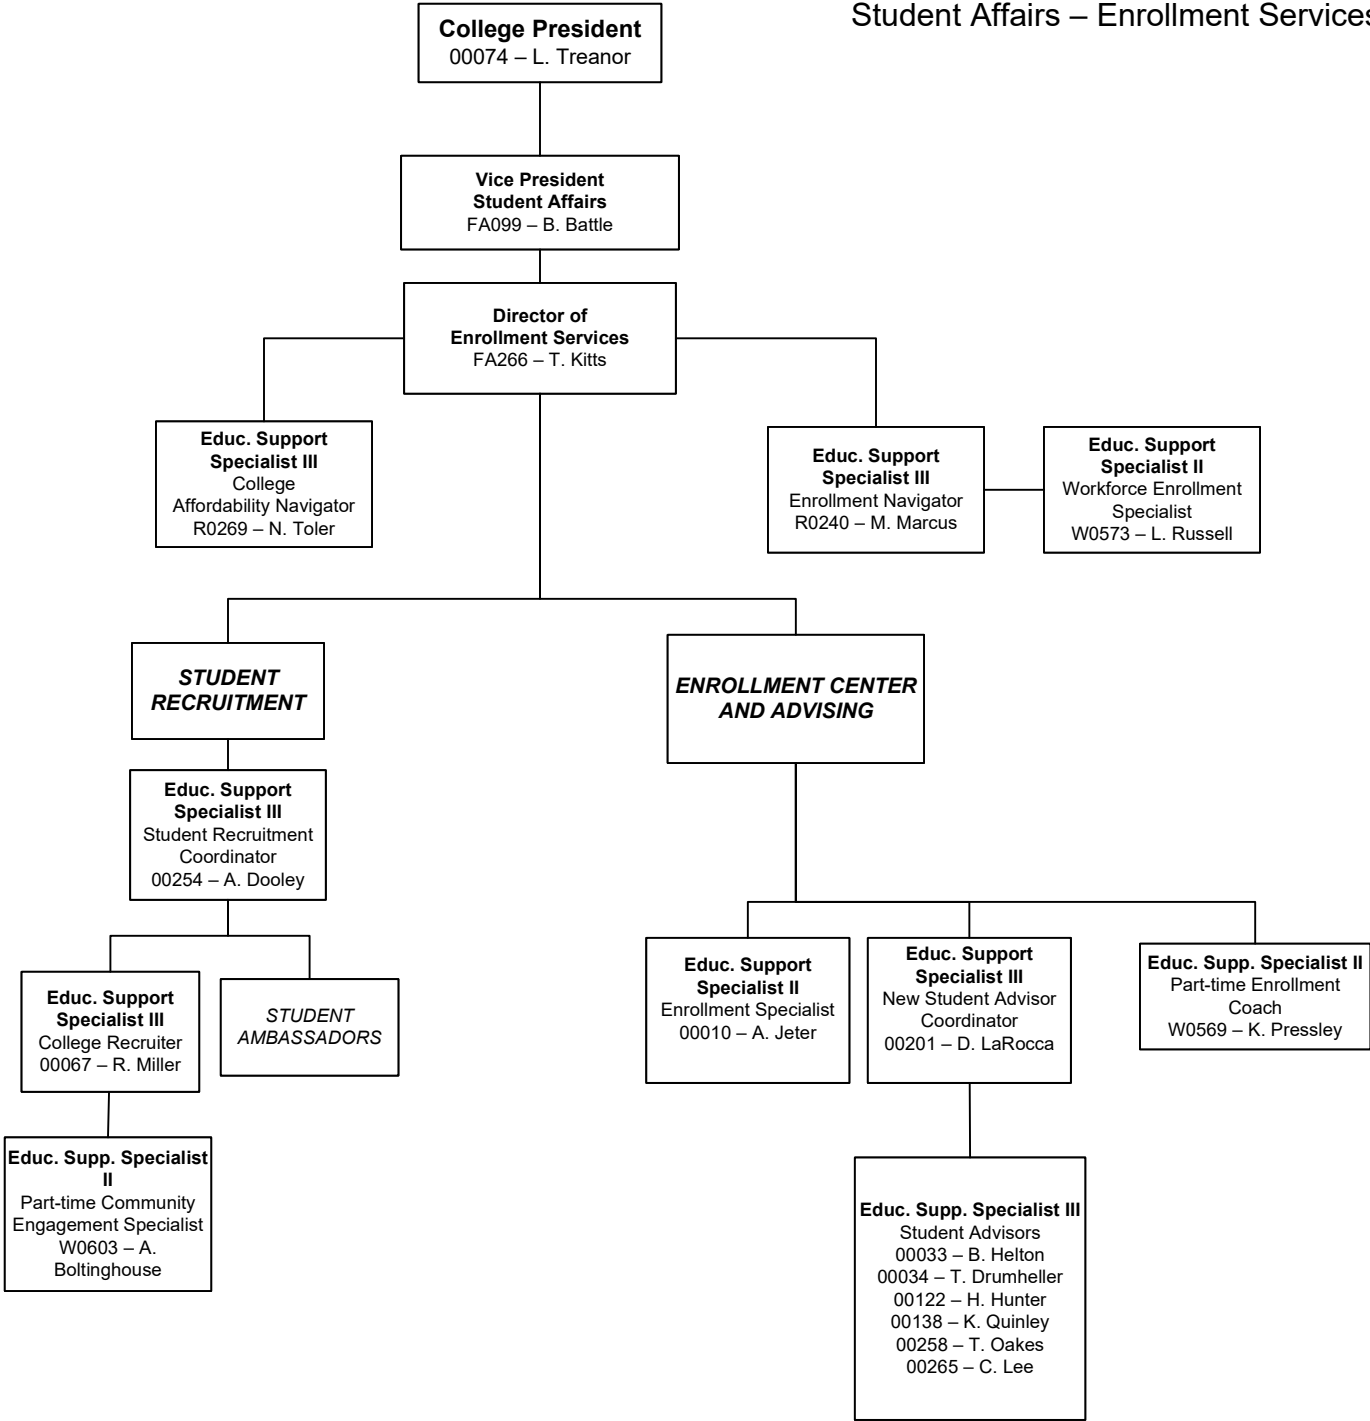 Student Affairs – Enrollment Services
College President
00074 – L. Treanor
Vice President
Student Affairs
FA099 – B. Battle
Director of
Enrollment Services
FA266 – T. Kitts
Educ. Support
Specialist III
College
Affordability Navigator
R0269 – N. Toler
Educ. Support
Specialist III
Enrollment Navigator
R0240 – M. Marcus
Educ. Support
Specialist II
Workforce Enrollment
Specialist
W0573 – L. Russell
STUDENT
RECRUITMENT
ENROLLMENT CENTER
AND ADVISING
Educ. Support
Specialist III
Student Recruitment
Coordinator
00254 – A. Dooley
Educ. Support
Specialist III
College Recruiter
00067 – R. Miller
STUDENT
AMBASSADORS
Educ. Supp. Specialist
II
Part-time Community
Engagement Specialist
W0603 – A.
Boltinghouse
Educ. Support
Specialist II
Enrollment Specialist
00010 – A. Jeter
Educ. Support
Specialist III
New Student Advisor
Coordinator
00201 – D. LaRocca
Educ. Supp. Specialist II
Part-time Enrollment
Coach
W0569 – K. Pressley
Educ. Supp. Specialist III
Student Advisors
00033 – B. Helton
00034 – T. Drumheller
00122 – H. Hunter
00138 – K. Quinley
00258 – T. Oakes
00265 – C. Lee